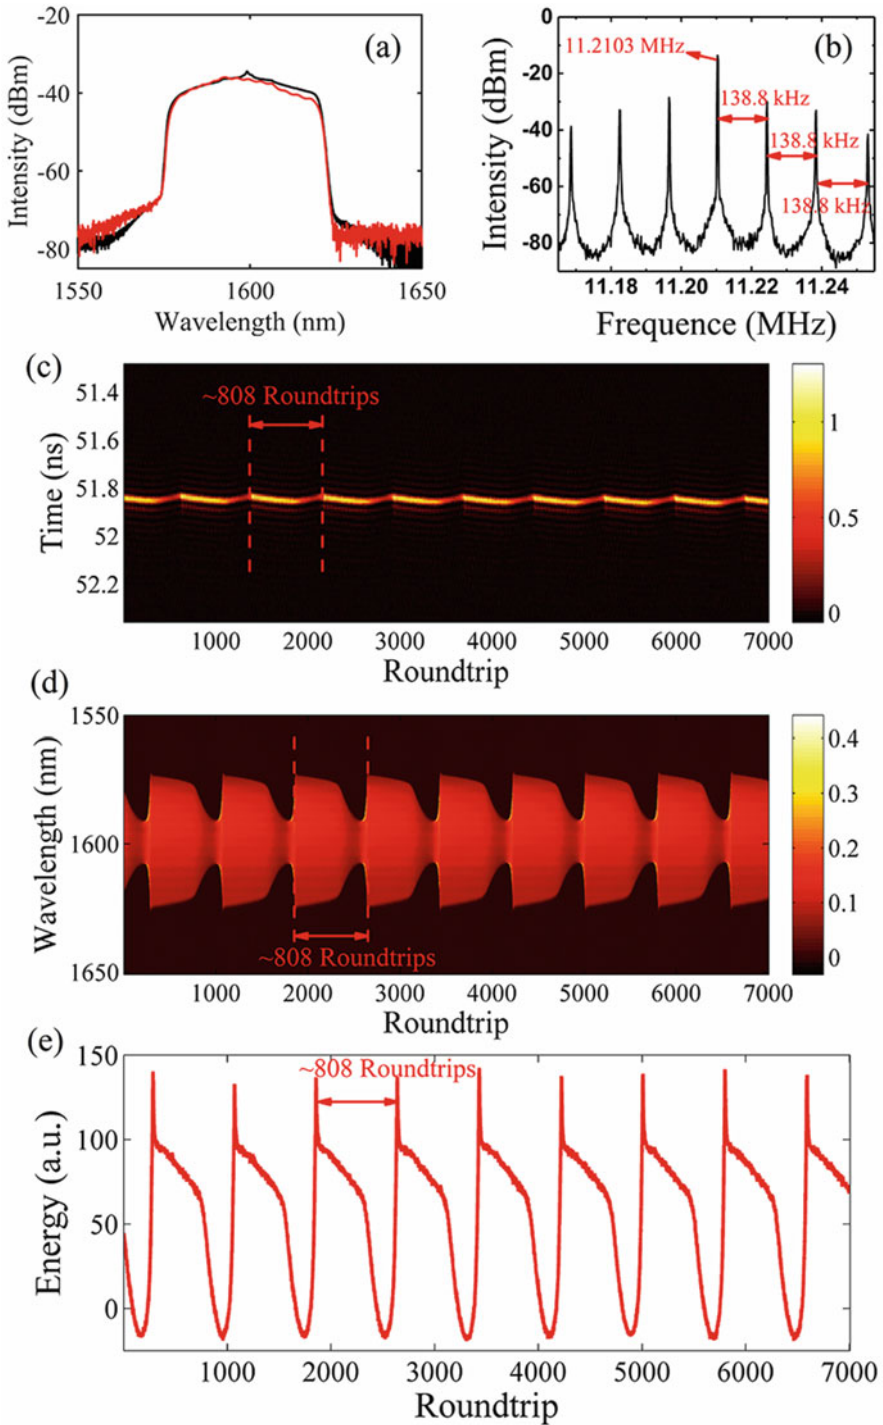 (a)
-20
-40
-60
-80
Intensity (dBm)
1550 1600 1650
Wavelength (nm)
(b)
0
-20
-40
-60
-80
Intensity (dBm)
11.2103 MHz
138.8 kHz
138.8 kHz
138.8 kHz
11.18 11.20 11.22 11.24
Frequence (MHz)
(c)
51.4
51.6
51.8
52
52.2
Time (ns)
~808 Roundtrips
1
0.5
0
1000 2000 3000 4000 5000 6000 7000
Roundtrip
(d)
1550
1600
1650
Wavelength (nm)
~808 Roundtrips
0.4
0.3
0.2
0.1
0
1000 2000 3000 4000 5000 6000 7000
Roundtrip
(e)
150
100
50
0
Energy (a.u.)
~808 Roundtrips
1000 2000 3000 4000 5000 6000 7000
Roundtrip